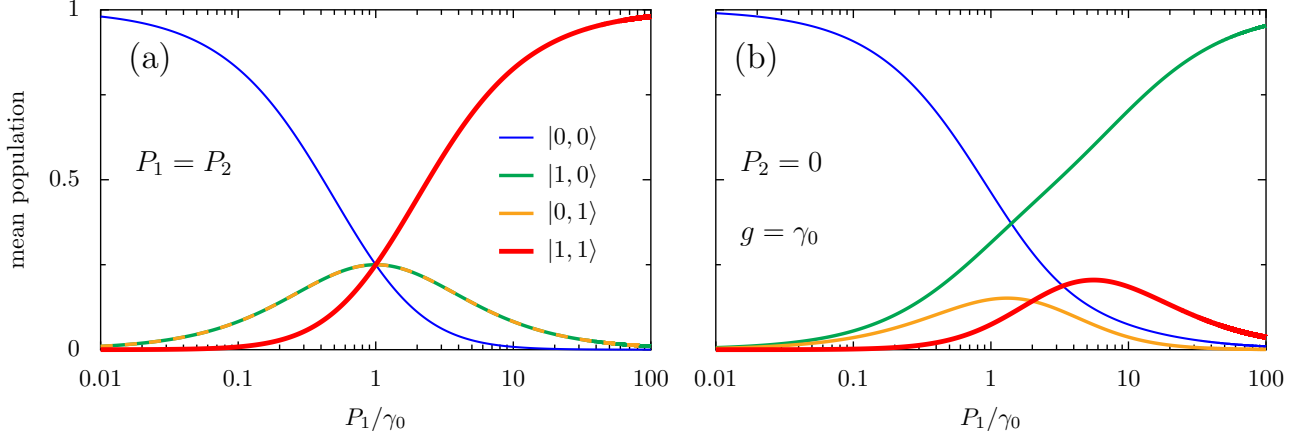 mean population
1
0.5
0
(a)
P₁ = P₂
|0, 0⟩
|1, 0⟩
|0, 1⟩
|1, 1⟩
0.01 0.1 1 10 100
P₁/γ₀
(b)
P₂ = 0
g = γ₀
0.01 0.1 1 10 100
P₁/γ₀